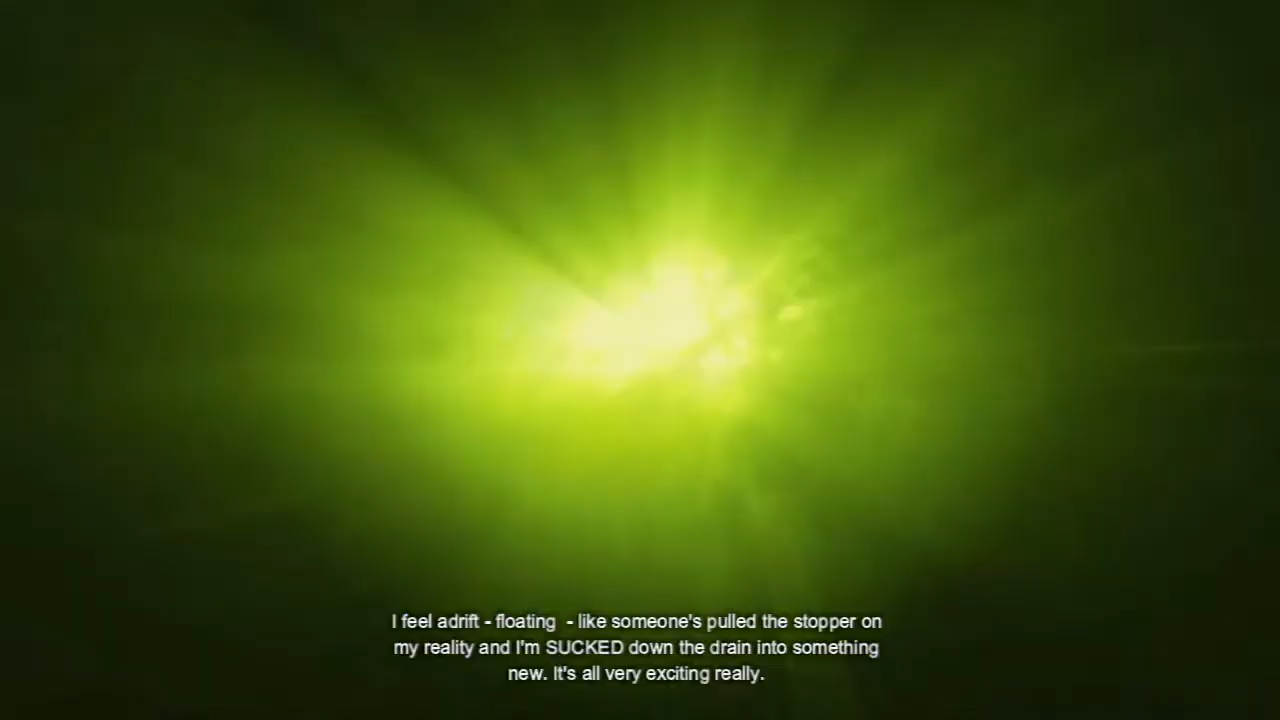 I feel adrift - floating  - like someone's pulled the stopper on
my reality and I'm SUCKED down the drain into something
new. It's all very exciting really.